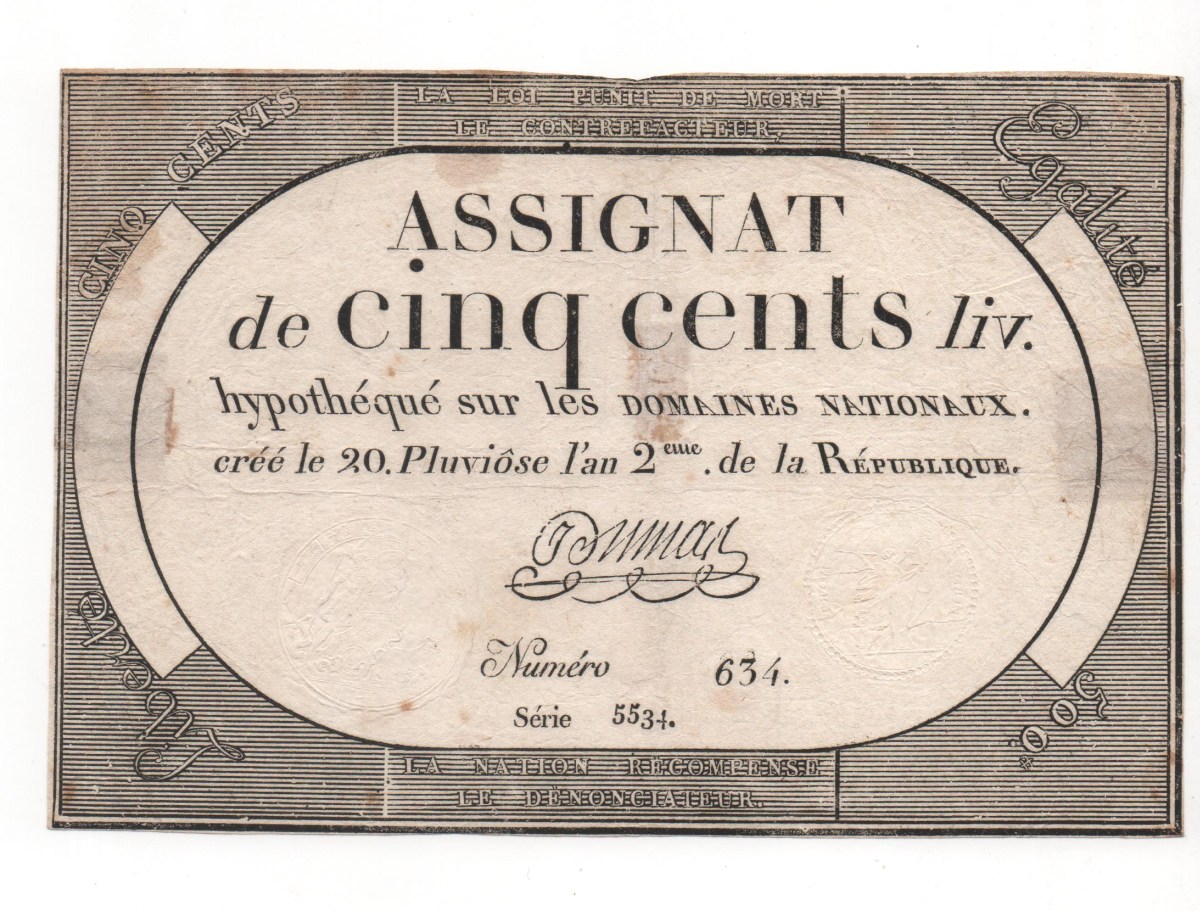 LA LOI PUNIT DE MORT
LE CONTREFACTEUR,
CINQ CENTS
Egalité
ASSIGNAT
de cinq cents liv.
hypothéqué sur les DOMAINES NATIONAUX.
créé le 20. Pluviôse l'an 2eme. de la RÉPUBLIQUE.
Dumas
Numéro 634.
Série 5534.
Liberté
500.
LA NATION RÉCOMPENSE
LE DÉNONCIATEUR.